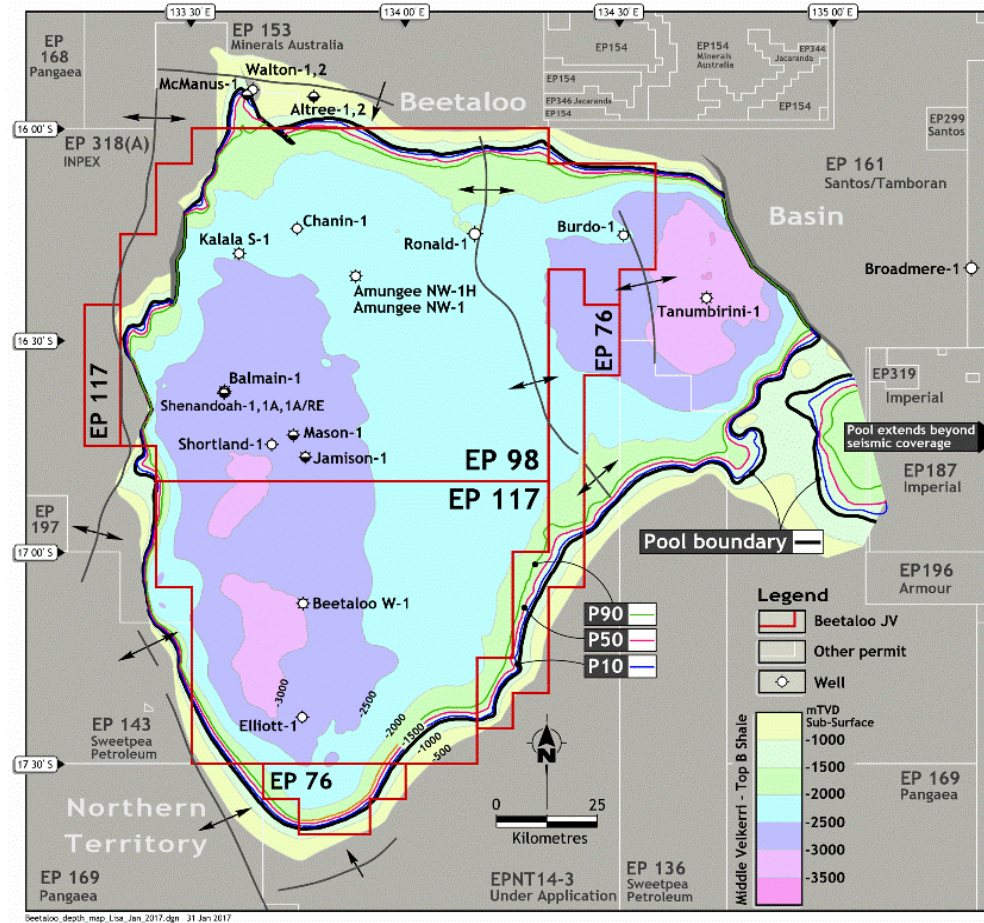 133°30' E
134°00' E
134°30' E
135°00' E
EP
168
Pangaea
EP 153
Minerals Australia
Walton-1,2
McManus-1
Altree-1,2
Beetaloo
EP154
EP154
Minerals
Australia
EP344
Jacaranda
EP154
EP346 Jacaranda
EP154
EP154
16°00' S
EP 318(A)
INPEX
EP299
Santos
EP 161
Santos/Tamboran
Basin
Chanin-1
Kalala S-1
Ronald-1
Burdo-1
Broadmere-1
Amungee NW-1H
Amungee NW-1
Tanumbirini-1
EP 76
16°30' S
EP 117
EP319
Imperial
Balmain-1
Shenandoah-1,1A,1A/RE
Mason-1
Shortland-1
Jamison-1
Pool extends beyond
seismic coverage
EP 98
EP 117
EP187
Imperial
EP
197
17°00' S
Pool boundary
EP196
Armour
Beetaloo W-1
P90
P50
P10
Legend
Beetaloo JV
Other permit
Well
-3000
-2500
-2000
-1500
-1000
-500
Elliott-1
EP 143
Sweetpea
Petroleum
N
mTVD
Sub-Surface
-1000
-1500
-2000
-2500
-3000
-3500
Middle Velkerri - Top B Shale
17°30' S
EP 76
EP 169
Pangaea
Northern
Territory
0 25
Kilometres
EP 169
Pangaea
EPNT14-3
Under Application
EP 136
Sweetpea
Petroleum
Beetaloo_depth_map_Lisa_Jan_2017.dgn 31 Jan 2017